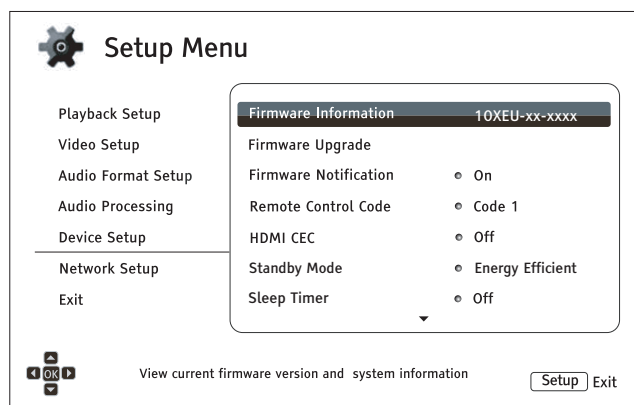 Setup Menu
Playback Setup
Video Setup
Audio Format Setup
Audio Processing
Device Setup
Network Setup
Exit
Firmware Information 10XEU-xx-xxxx
Firmware Upgrade
Firmware Notification On
Remote Control Code Code 1
HDMI CEC Off
Standby Mode Energy Efficient
Sleep Timer Off
OK
View current firmware version and system information
Setup Exit